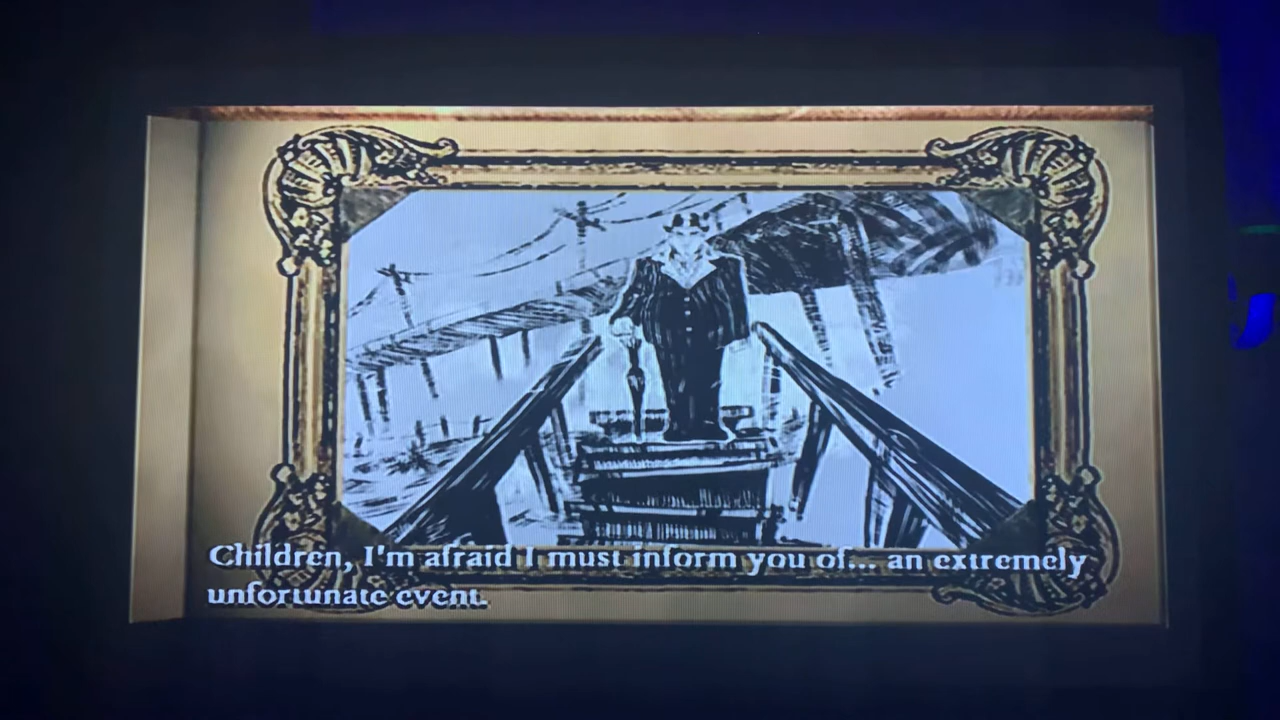 Children, I'm afraid I must inform you of... an extremely
unfortunate event.